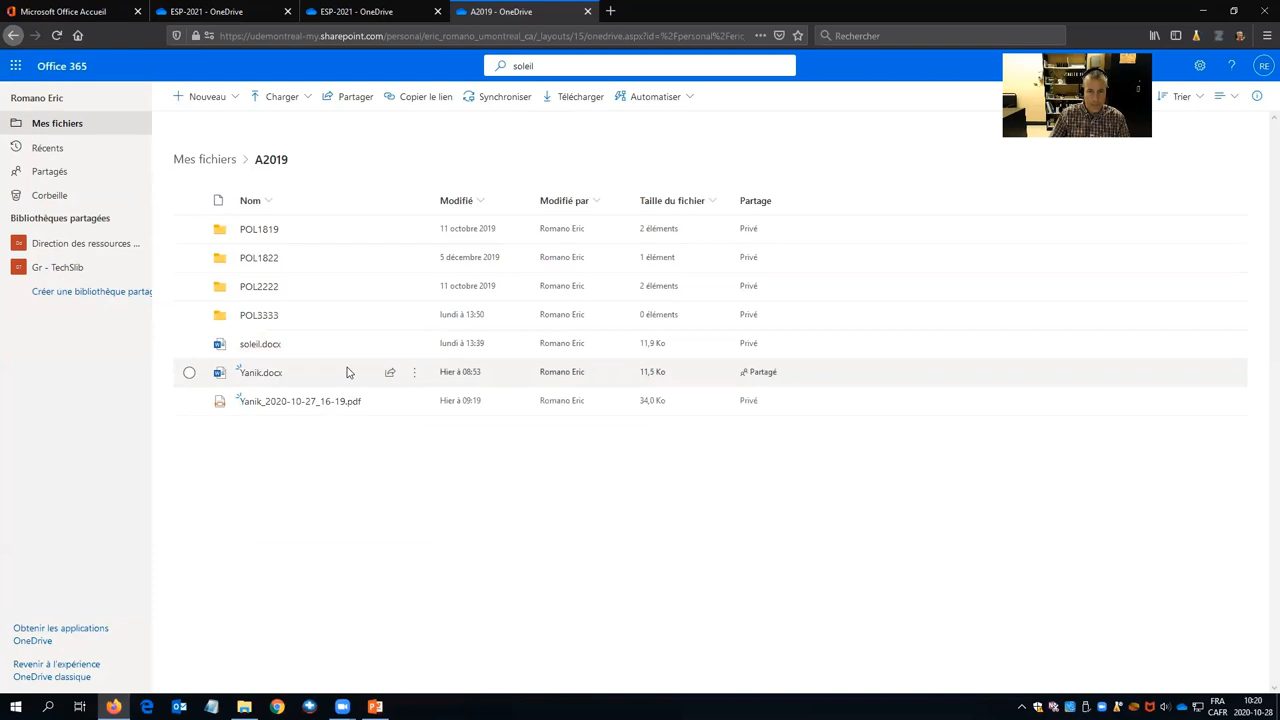 Microsoft Office Accueil
ESP-2021 - OneDrive
ESP-2021 - OneDrive
A2019 - OneDrive
https://udemontreal-my.sharepoint.com/personal/eric_romano_umontreal_ca/_layouts/15/onedrive.aspx?id=%2Fpersonal%2Feric
Rechercher
Office 365
soleil
RE
Romano Eric
Nouveau
Charger
Partager
Copier le lien
Synchroniser
Télécharger
Automatiser
Trier
Mes fichiers
Récents
Partagés
Corbeille
Bibliothèques partagées
De Direction des ressources ...
GT Gr - TechSlib
Créer une bibliothèque partag
Mes fichiers > A2019
Nom Modifié Modifié par Taille du fichier Partage
POL1819 11 octobre 2019 Romano Eric 2 éléments Privé
POL1822 5 décembre 2019 Romano Eric 1 élément Privé
POL2222 11 octobre 2019 Romano Eric 2 éléments Privé
POL3333 lundi à 13:50 Romano Eric 0 éléments Privé
soleil.docx lundi à 13:39 Romano Eric 11,9 Ko Privé
Yanik.docx Hier à 08:53 Romano Eric 11,5 Ko Partagé
Yanik_2020-10-27_16-19.pdf Hier à 09:19 Romano Eric 34,0 Ko Privé
Obtenir les applications
OneDrive
Revenir à l'expérience
OneDrive classique
FRA
CAFR
10:20
2020-10-28